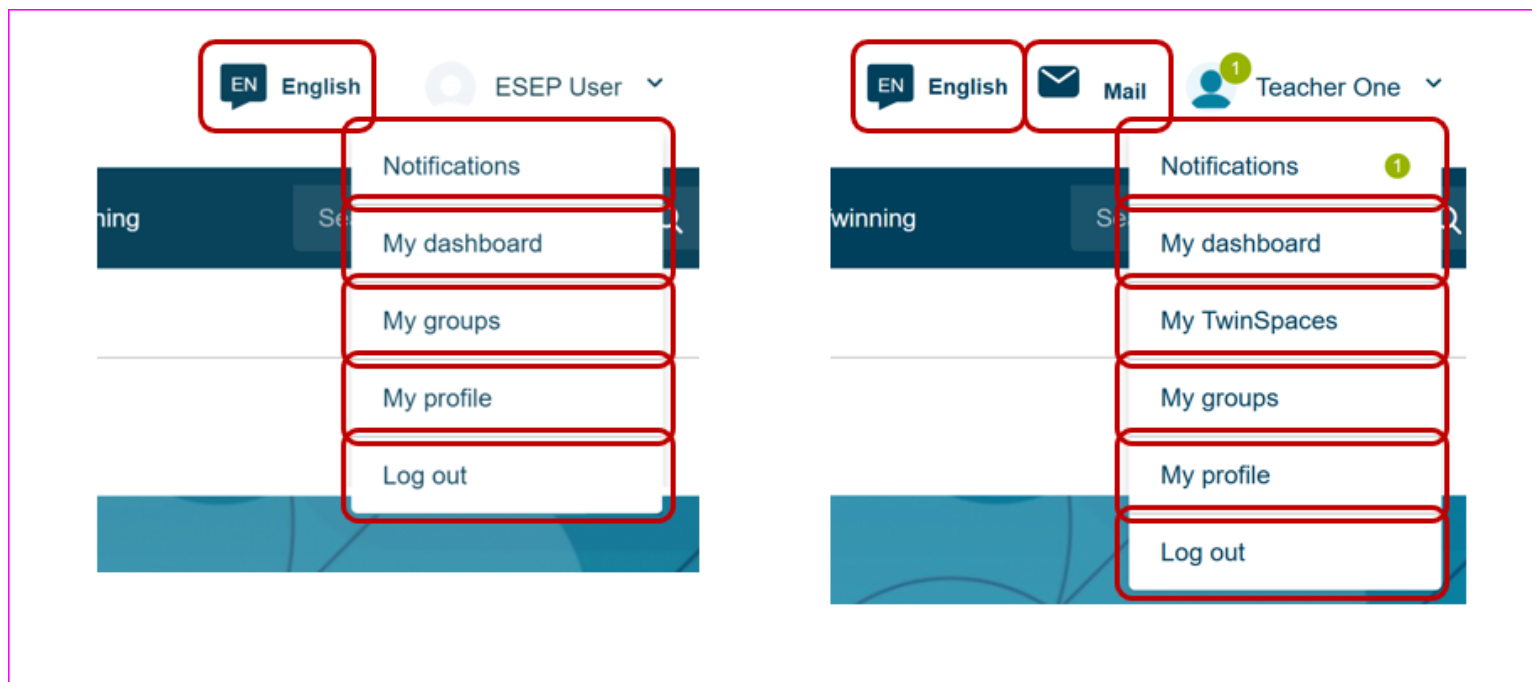 EN English ESEP User
Notifications
ning Se
My dashboard
My groups
My profile
Log out
EN English Mail 1 Teacher One
Notifications 1
winning Se
My dashboard
My TwinSpaces
My groups
My profile
Log out